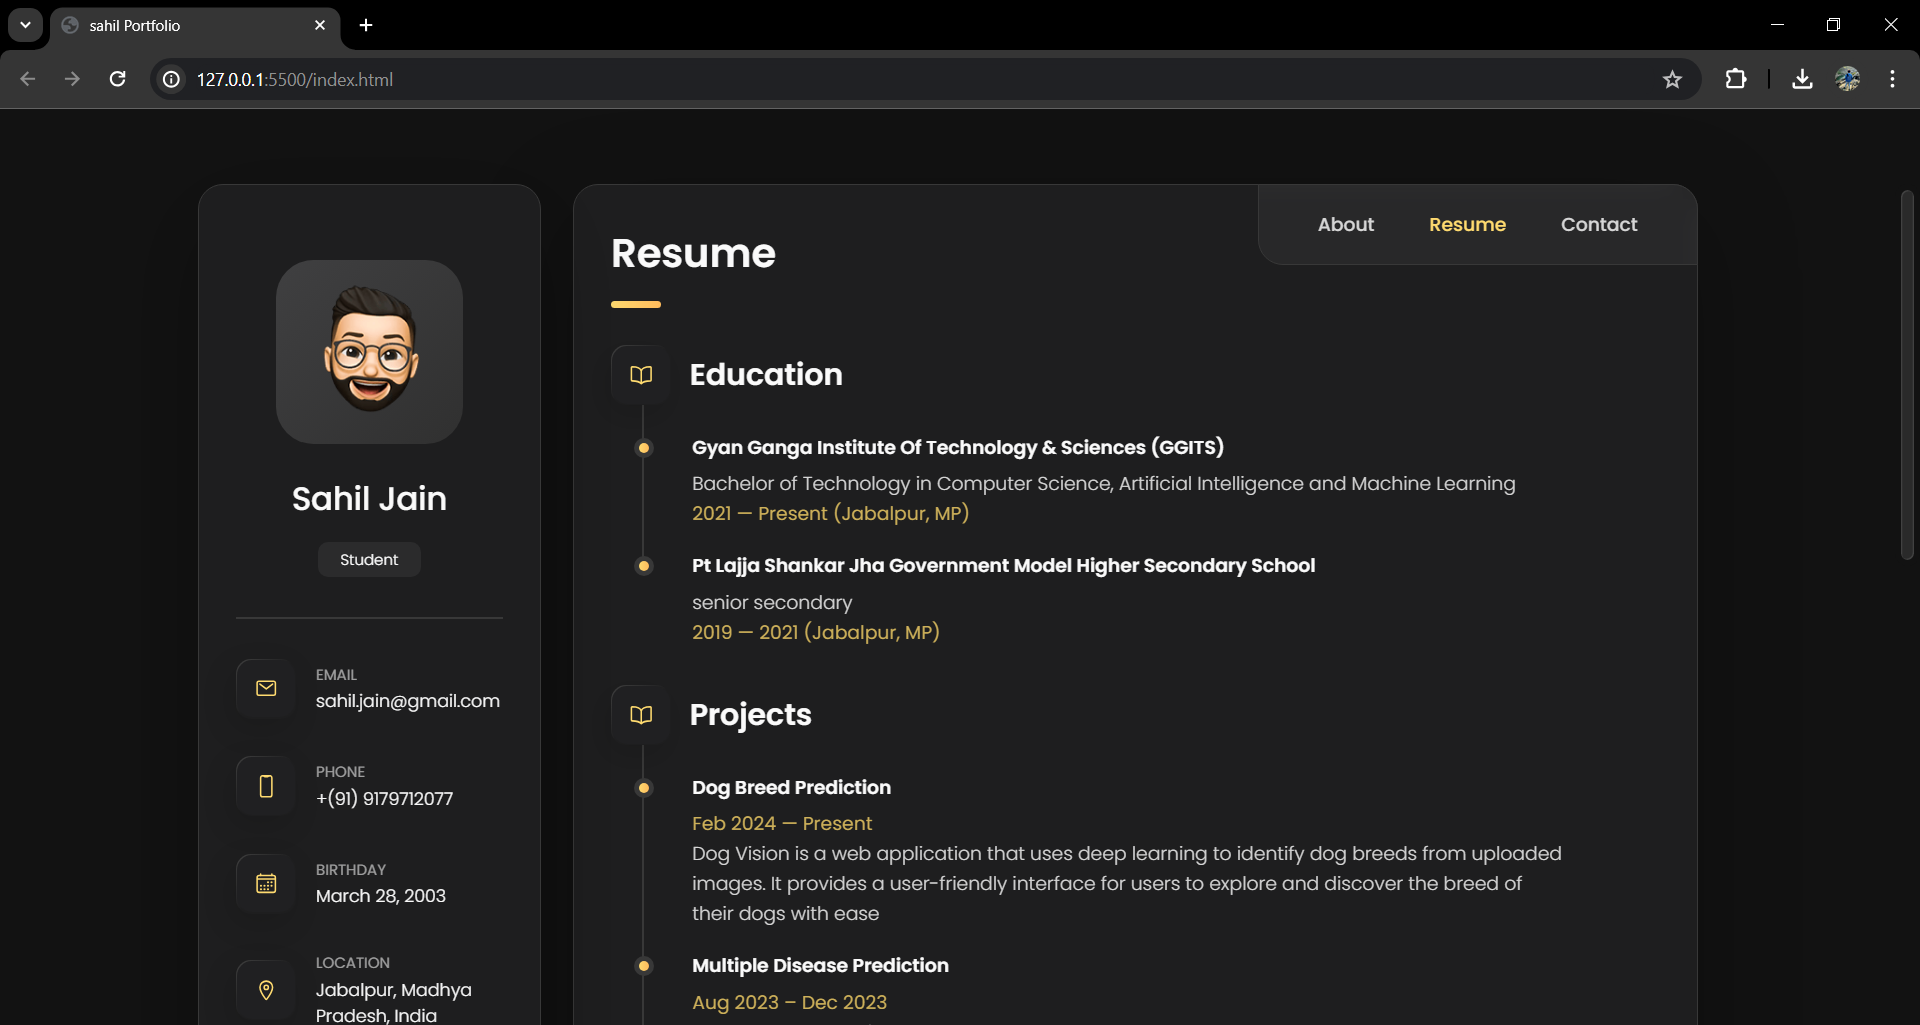 sahil Portfolio
127.0.0.1:5500/index.html
About
Resume
Contact
Sahil Jain
Student
EMAIL
sahil.jain@gmail.com
PHONE
+(91) 9179712077
BIRTHDAY
March 28, 2003
LOCATION
Jabalpur, Madhya
Pradesh, India
Resume
Education
Gyan Ganga Institute Of Technology & Sciences (GGITS)
Bachelor of Technology in Computer Science, Artificial Intelligence and Machine Learning
2021 — Present (Jabalpur, MP)
Pt Lajja Shankar Jha Government Model Higher Secondary School
senior secondary
2019 — 2021 (Jabalpur, MP)
Projects
Dog Breed Prediction
Feb 2024 — Present
Dog Vision is a web application that uses deep learning to identify dog breeds from uploaded
images. It provides a user-friendly interface for users to explore and discover the breed of
their dogs with ease
Multiple Disease Prediction
Aug 2023 – Dec 2023